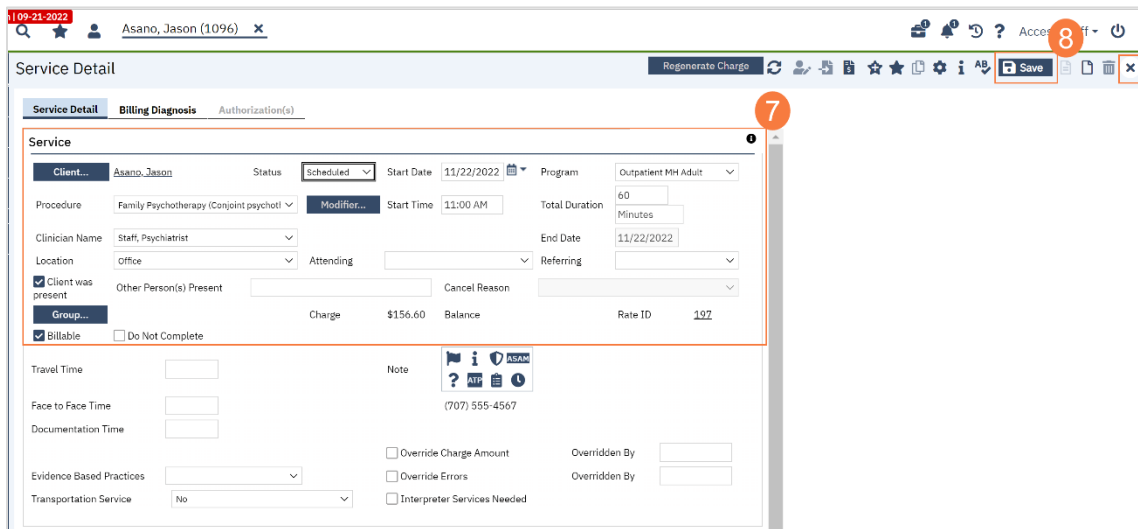 n | 09-21-2022
Asano, Jason (1096) X
? Acces ff
8
Service Detail
Regenerate Charge
i AB Save X
Service Detail Billing Diagnosis Authorization(s)
7
Service
Client... Asano, Jason Status Scheduled Start Date 11/22/2022 Program Outpatient MH Adult
Procedure Family Psychotherapy (Conjoint psychotl Modifier... Start Time 11:00 AM Total Duration 60
Minutes
Clinician Name Staff, Psychiatrist End Date 11/22/2022
Location Office Attending Referring
Client was present Other Person(s) Present Cancel Reason
Group... Charge $156.60 Balance Rate ID 197
Billable Do Not Complete
Travel Time Note i ASAM
? ATP
Face to Face Time (707) 555-4567
Documentation Time
Override Charge Amount Overridden By
Evidence Based Practices Override Errors Overridden By
Transportation Service No Interpreter Services Needed